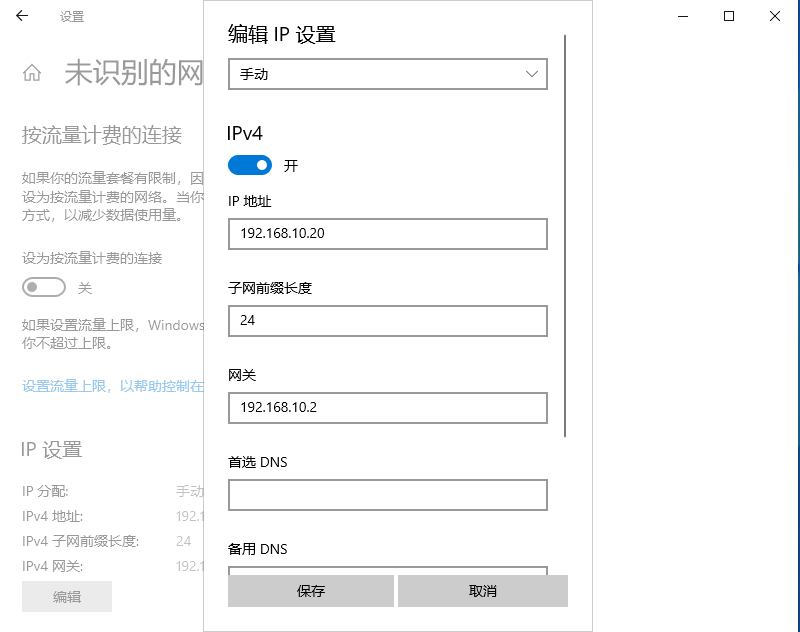 设置
未识别的网
按流量计费的连接
如果你的流量套餐有限制，因
设为按流量计费的网络。当你
方式，以减少数据使用量。
设为按流量计费的连接
关
如果设置流量上限，Windows
你不超过上限。
设置流量上限，以帮助控制在
IP 设置
IP 分配: 手动
IPv4 地址: 192.1
IPv4 子网前缀长度: 24
IPv4 网关: 192.1
编辑
编辑 IP 设置
手动
IPv4
开
IP 地址
192.168.10.20
子网前缀长度
24
网关
192.168.10.2
首选 DNS
备用 DNS
保存 取消